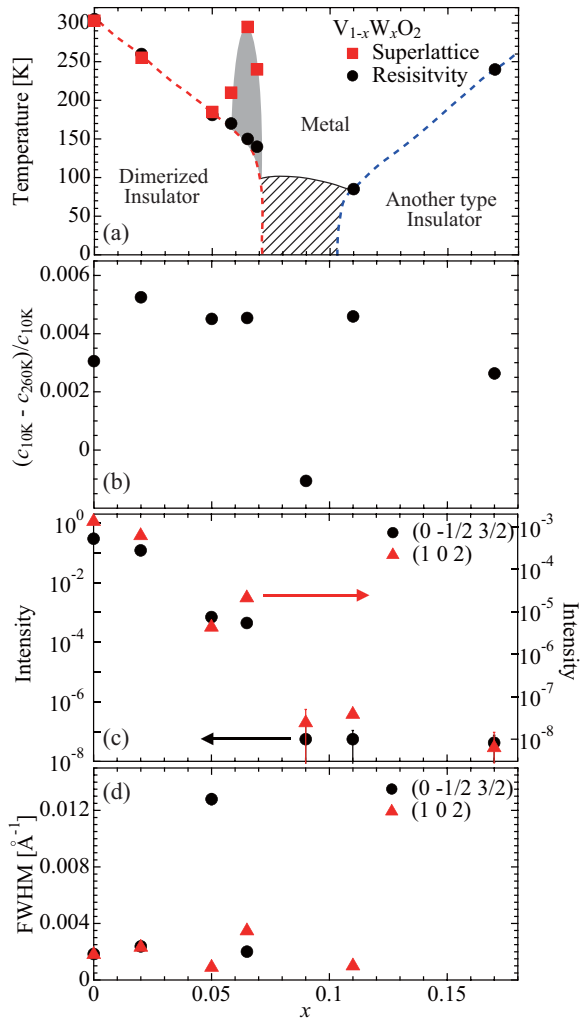 V1-xWxO2
Superlattice
Resisitvity
Temperature [K]
300
250
200
150
100
50
0
Metal
Dimerized
Insulator
Another type
Insulator
(a)
(c10K - c260K)/c10K
0.006
0.004
0.002
0
(b)
Intensity
10^0
10^-2
10^-4
10^-6
10^-8
(0 -1/2 3/2)
(1 0 2)
10^-3
10^-4
10^-5
10^-6
10^-7
10^-8
Intensity
(c)
FWHM [Å^-1]
0.012
0.008
0.004
0
(d)
(0 -1/2 3/2)
(1 0 2)
0
0.05
0.10
0.15
x